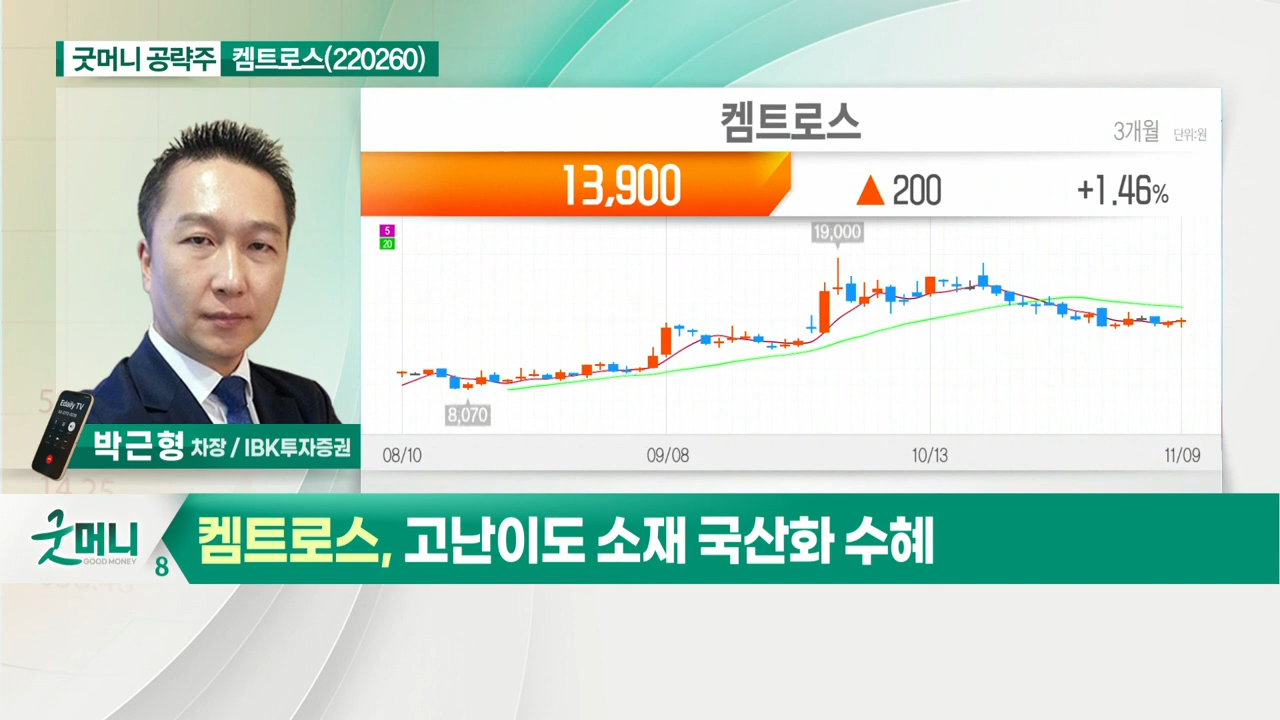 굿머니 공략주 켐트로스(220260)
켐트로스
3개월 단위:원
13,900 ▲ 200 +1.46%
5
20
19,000
8,070
08/10 09/08 10/13 11/09
Edaily TV
박근형 차장 / IBK투자증권
굿머니
GOOD MONEY
8
켐트로스, 고난이도 소재 국산화 수혜